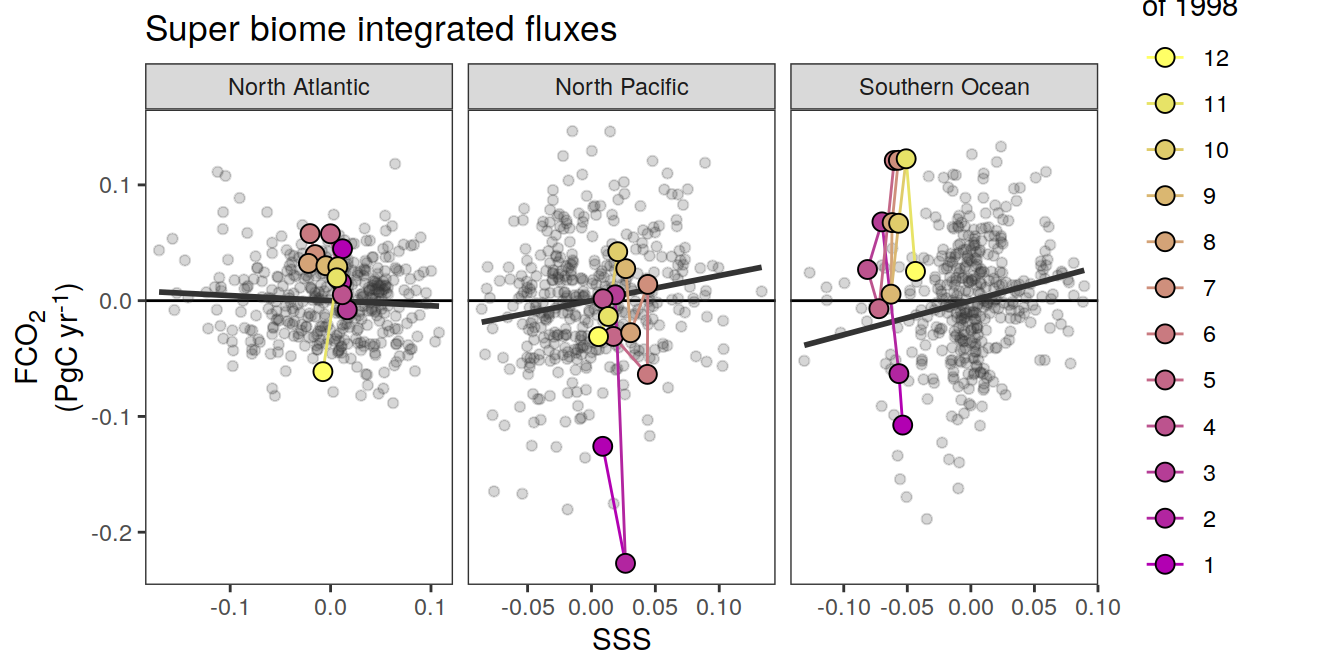 Super biome integrated fluxes
of 1998
North Atlantic
North Pacific
Southern Ocean
0.1
0.0
-0.1
-0.2
FCO₂
(PgC yr⁻¹)
-0.1 0.0 0.1
-0.05 0.00 0.05 0.10
-0.10 -0.05 0.00 0.05 0.10
SSS
12
11
10
9
8
7
6
5
4
3
2
1